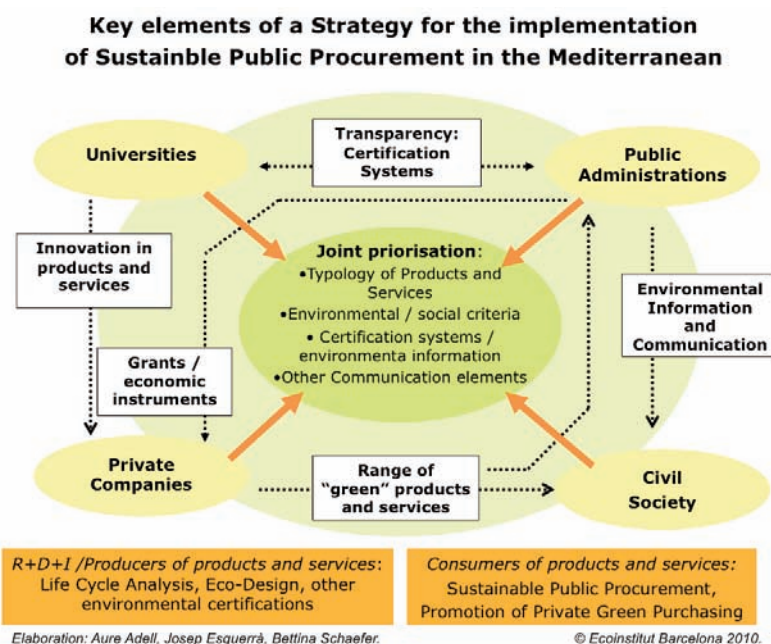 Key elements of a Strategy for the implementation
of Sustainble Public Procurement in the Mediterranean
Universities
Transparency:
Certification
Systems
Public
Administrations
Innovation in
products and
services
Joint priorisation:
•Typology of Products and
Services
•Environmental / social criteria
• Certification systems /
environmenta information
•Other Communication elements
Environmental
Information
and
Communication
Grants /
economic
instruments
Private
Companies
Range of
"green" products
and services
Civil
Society
R+D+I /Producers of products and services:
Life Cycle Analysis, Eco-Design, other
environmental certifications
Consumers of products and services:
Sustainable Public Procurement,
Promotion of Private Green Purchasing
Elaboration: Aure Adell, Josep Esquerrà, Bettina Schaefer.
© Ecoinstitut Barcelona 2010.